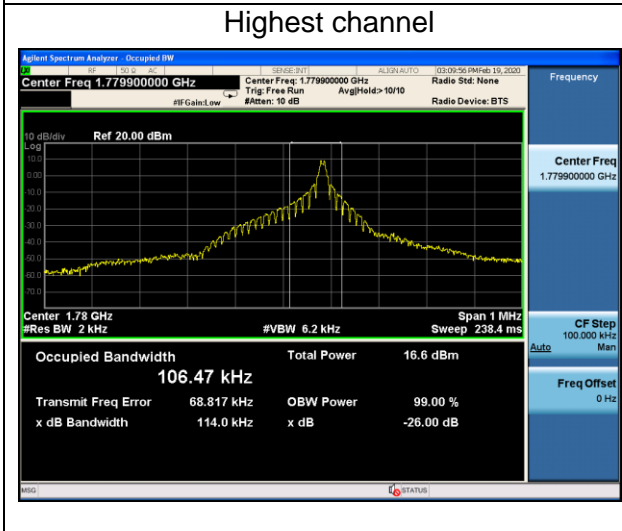 Highest channel
Agilent Spectrum Analyzer - Occupied BW
RF 50 Ω AC SENSE:INT ALIGN AUTO 03:09:56 PM Feb 19, 2020
Center Freq 1.779900000 GHz
Center Freq: 1.779900000 GHz Radio Std: None
Trig: Free Run Avg|Hold:>10/10
#IFGain:Low #Atten: 10 dB Radio Device: BTS
Frequency
10 dB/div Ref 20.00 dBm
Log
10.0
0.00
-10.0
-20.0
-30.0
-40.0
-50.0
-60.0
-70.0
Center 1.78 GHz Span 1 MHz
#Res BW 2 kHz #VBW 6.2 kHz Sweep 238.4 ms
Occupied Bandwidth Total Power 16.6 dBm
106.47 kHz
Transmit Freq Error 68.817 kHz OBW Power 99.00 %
x dB Bandwidth 114.0 kHz x dB -26.00 dB
Center Freq
1.779900000 GHz
CF Step
100.000 kHz
Auto Man
Freq Offset
0 Hz
MSG STATUS